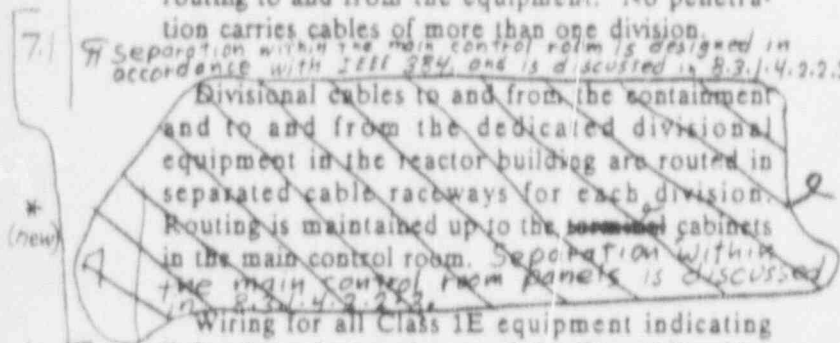 routing to and from the equipment. No penetra-
tion carries cables of more than one division.
7.1
¶ Separation within the main control room is designed in
accordance with IEEE 384, and is discussed in 8.3.1.4.2.2.
Divisional cables to and from the containment
and to and from the dedicated divisional
equipment in the reactor building are routed in
separated cable raceways for each division.
* (new)
Routing is maintained up to the terminal cabinets
in the main control room. Separation within
the main control room panels is discussed
in 8.3.1.4.2.2.3.
Wiring for all Class 1E equipment indicating